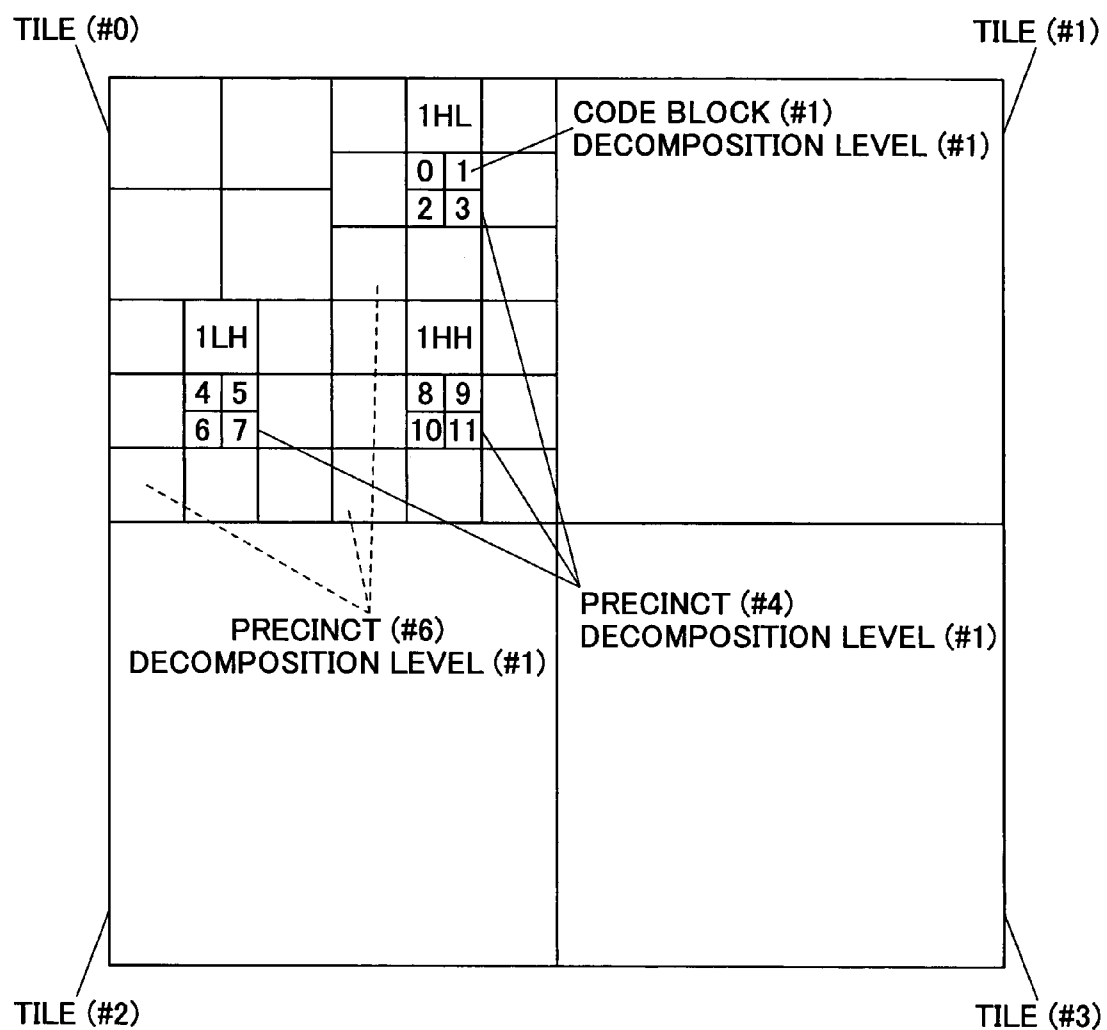 TILE (#0)
TILE (#1)
1HL
CODE BLOCK (#1)
DECOMPOSITION LEVEL (#1)
0 1
2 3
1LH
1HH
4 5
8 9
6 7
10 11
PRECINCT (#6)
DECOMPOSITION LEVEL (#1)
PRECINCT (#4)
DECOMPOSITION LEVEL (#1)
TILE (#2)
TILE (#3)